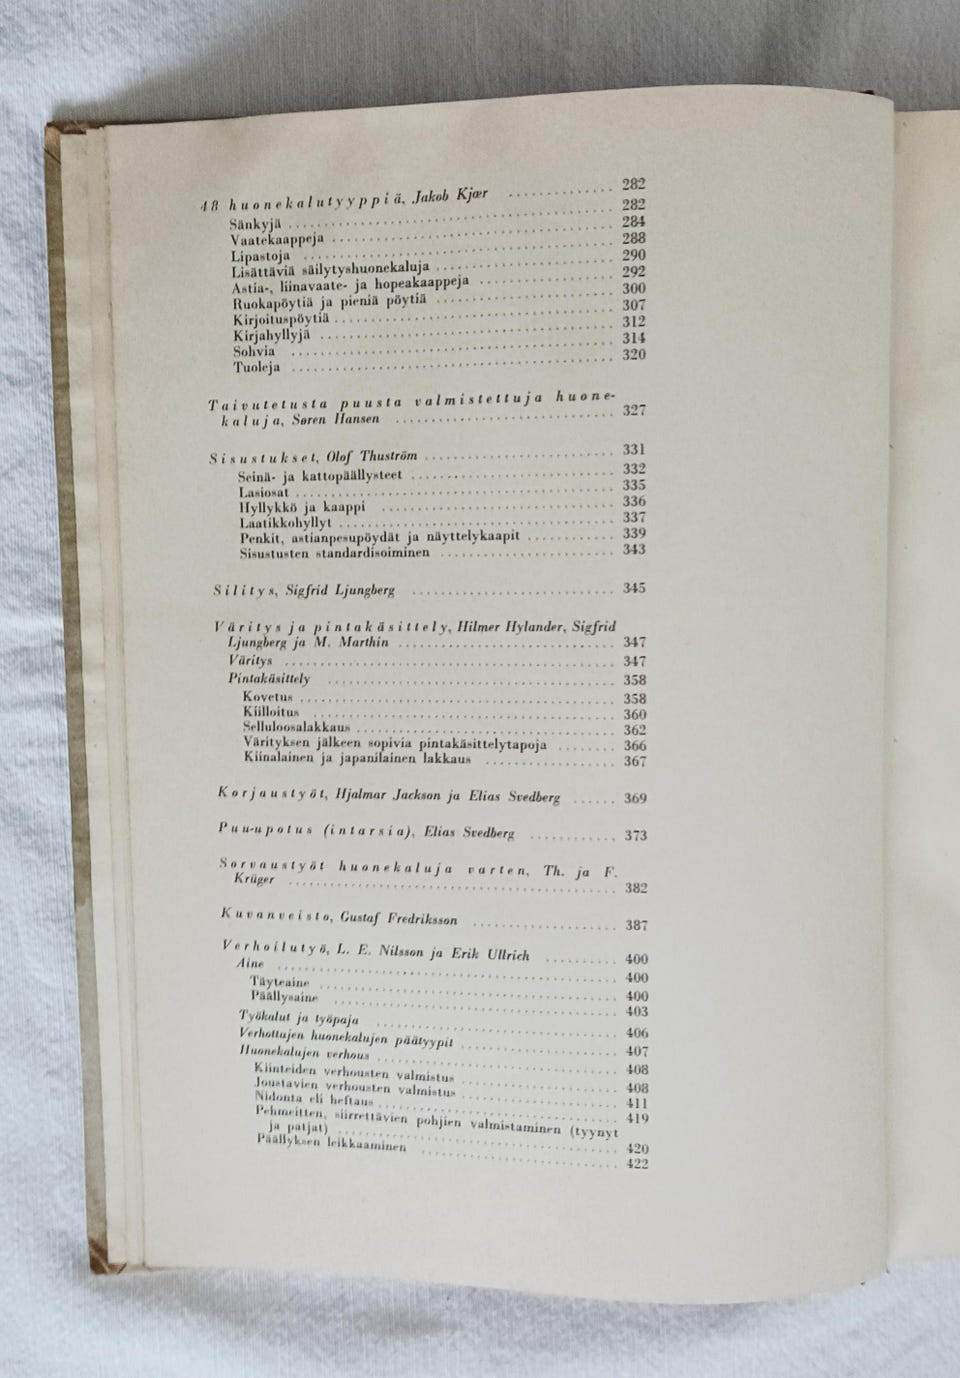 48 huonekalutyyppiä, Jakob Kjær ............... 282
Sänkyjä ............... 282
Vaatekaappeja ............... 284
Lipastoja ............... 288
Lisättäviä säilytyshuonekaluja ............... 290
Astia-, liinavaate- ja hopeakaappeja ............... 292
Ruokapöytiä ja pieniä pöytiä ............... 300
Kirjoituspöytiä ............... 307
Kirjahyllyjä ............... 312
Sohvia ............... 314
Tuoleja ............... 320
Taivutetusta puusta valmistettuja huone-
kaluja, Søren Hansen ............... 327
Sisustukset, Olof Thuström ............... 331
Seinä- ja kattopäällysteet ............... 332
Lasiosat ............... 335
Hyllykkö ja kaappi ............... 336
Laatikkohyllyt ............... 337
Penkit, astianpesupöydät ja näyttelykaapit ............... 339
Sisustusten standardisoiminen ............... 343
Silitys, Sigfrid Ljungberg ............... 345
Väritys ja pintakäsittely, Hilmer Hylander, Sigfrid
Ljungberg ja M. Marthin ............... 347
Väritys ............... 347
Pintakäsittely ............... 358
Kovetus ............... 358
Kiilloitus ............... 360
Selluloosalakkaus ............... 362
Värityksen jälkeen sopivia pintakäsittelytapoja ............... 366
Kiinalainen ja japanilainen lakkaus ............... 367
Korjaustyöt, Hjalmar Jackson ja Elias Svedberg ...... 369
Puu-upotus (intarsia), Elias Svedberg ............... 373
Sorvaustyöt huonekaluja varten, Th. ja F.
Krüger ............... 382
Kuvanveisto, Gustaf Fredriksson ............... 387
Verhoilutyö, L. E. Nilsson ja Erik Ullrich ............... 400
Aine ............... 400
Täyteaine ............... 400
Päällysaine ............... 403
Työkalut ja työpaja ............... 406
Verhottujen huonekalujen päätyypit ............... 407
Huonekalujen verhous ............... 408
Kiinteiden verhousten valmistus ............... 408
Joustavien verhousten valmistus ............... 411
Nidonta eli heftaus ............... 419
Pehmeitten, siirrettävien pohjien valmistaminen (tyynyt
ja patjat) ............... 420
Päällyksen leikkaaminen ............... 422